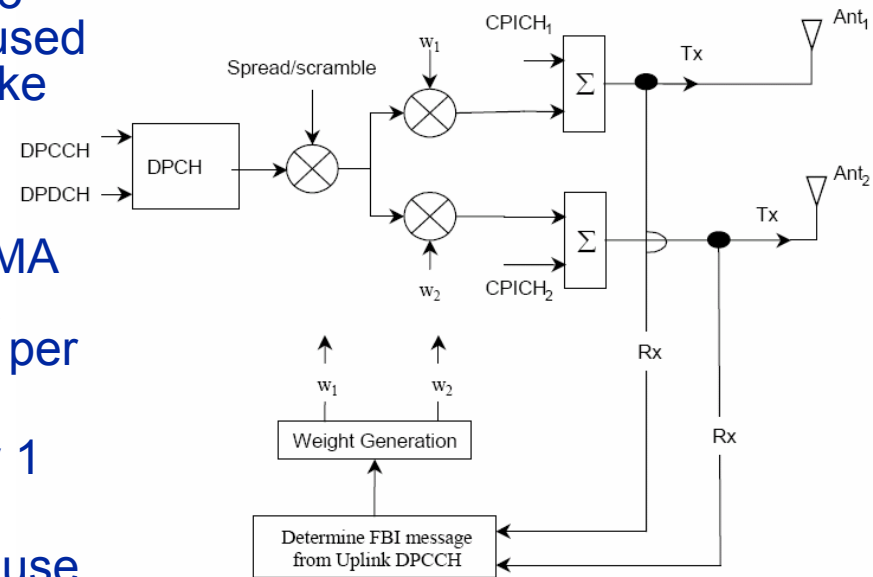 used
ke
MA
per
1
use
CPICH1
Ant1
w1
Tx
Spread/scramble
Σ
DPCCH
DPCH
DPDCH
Ant2
Tx
Σ
w2
CPICH2
Rx
w1
w2
Rx
Weight Generation
Determine FBI message
from Uplink DPCCH